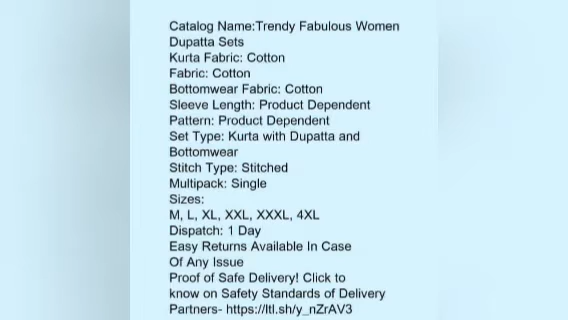 Catalog Name:Trendy Fabulous Women
Dupatta Sets
Kurta Fabric: Cotton
Fabric: Cotton
Bottomwear Fabric: Cotton
Sleeve Length: Product Dependent
Pattern: Product Dependent
Set Type: Kurta with Dupatta and
Bottomwear
Stitch Type: Stitched
Multipack: Single
Sizes:
M, L, XL, XXL, XXXL, 4XL
Dispatch: 1 Day
Easy Returns Available In Case
Of Any Issue
Proof of Safe Delivery! Click to
know on Safety Standards of Delivery
Partners- https://ltl.sh/y_nZrAV3